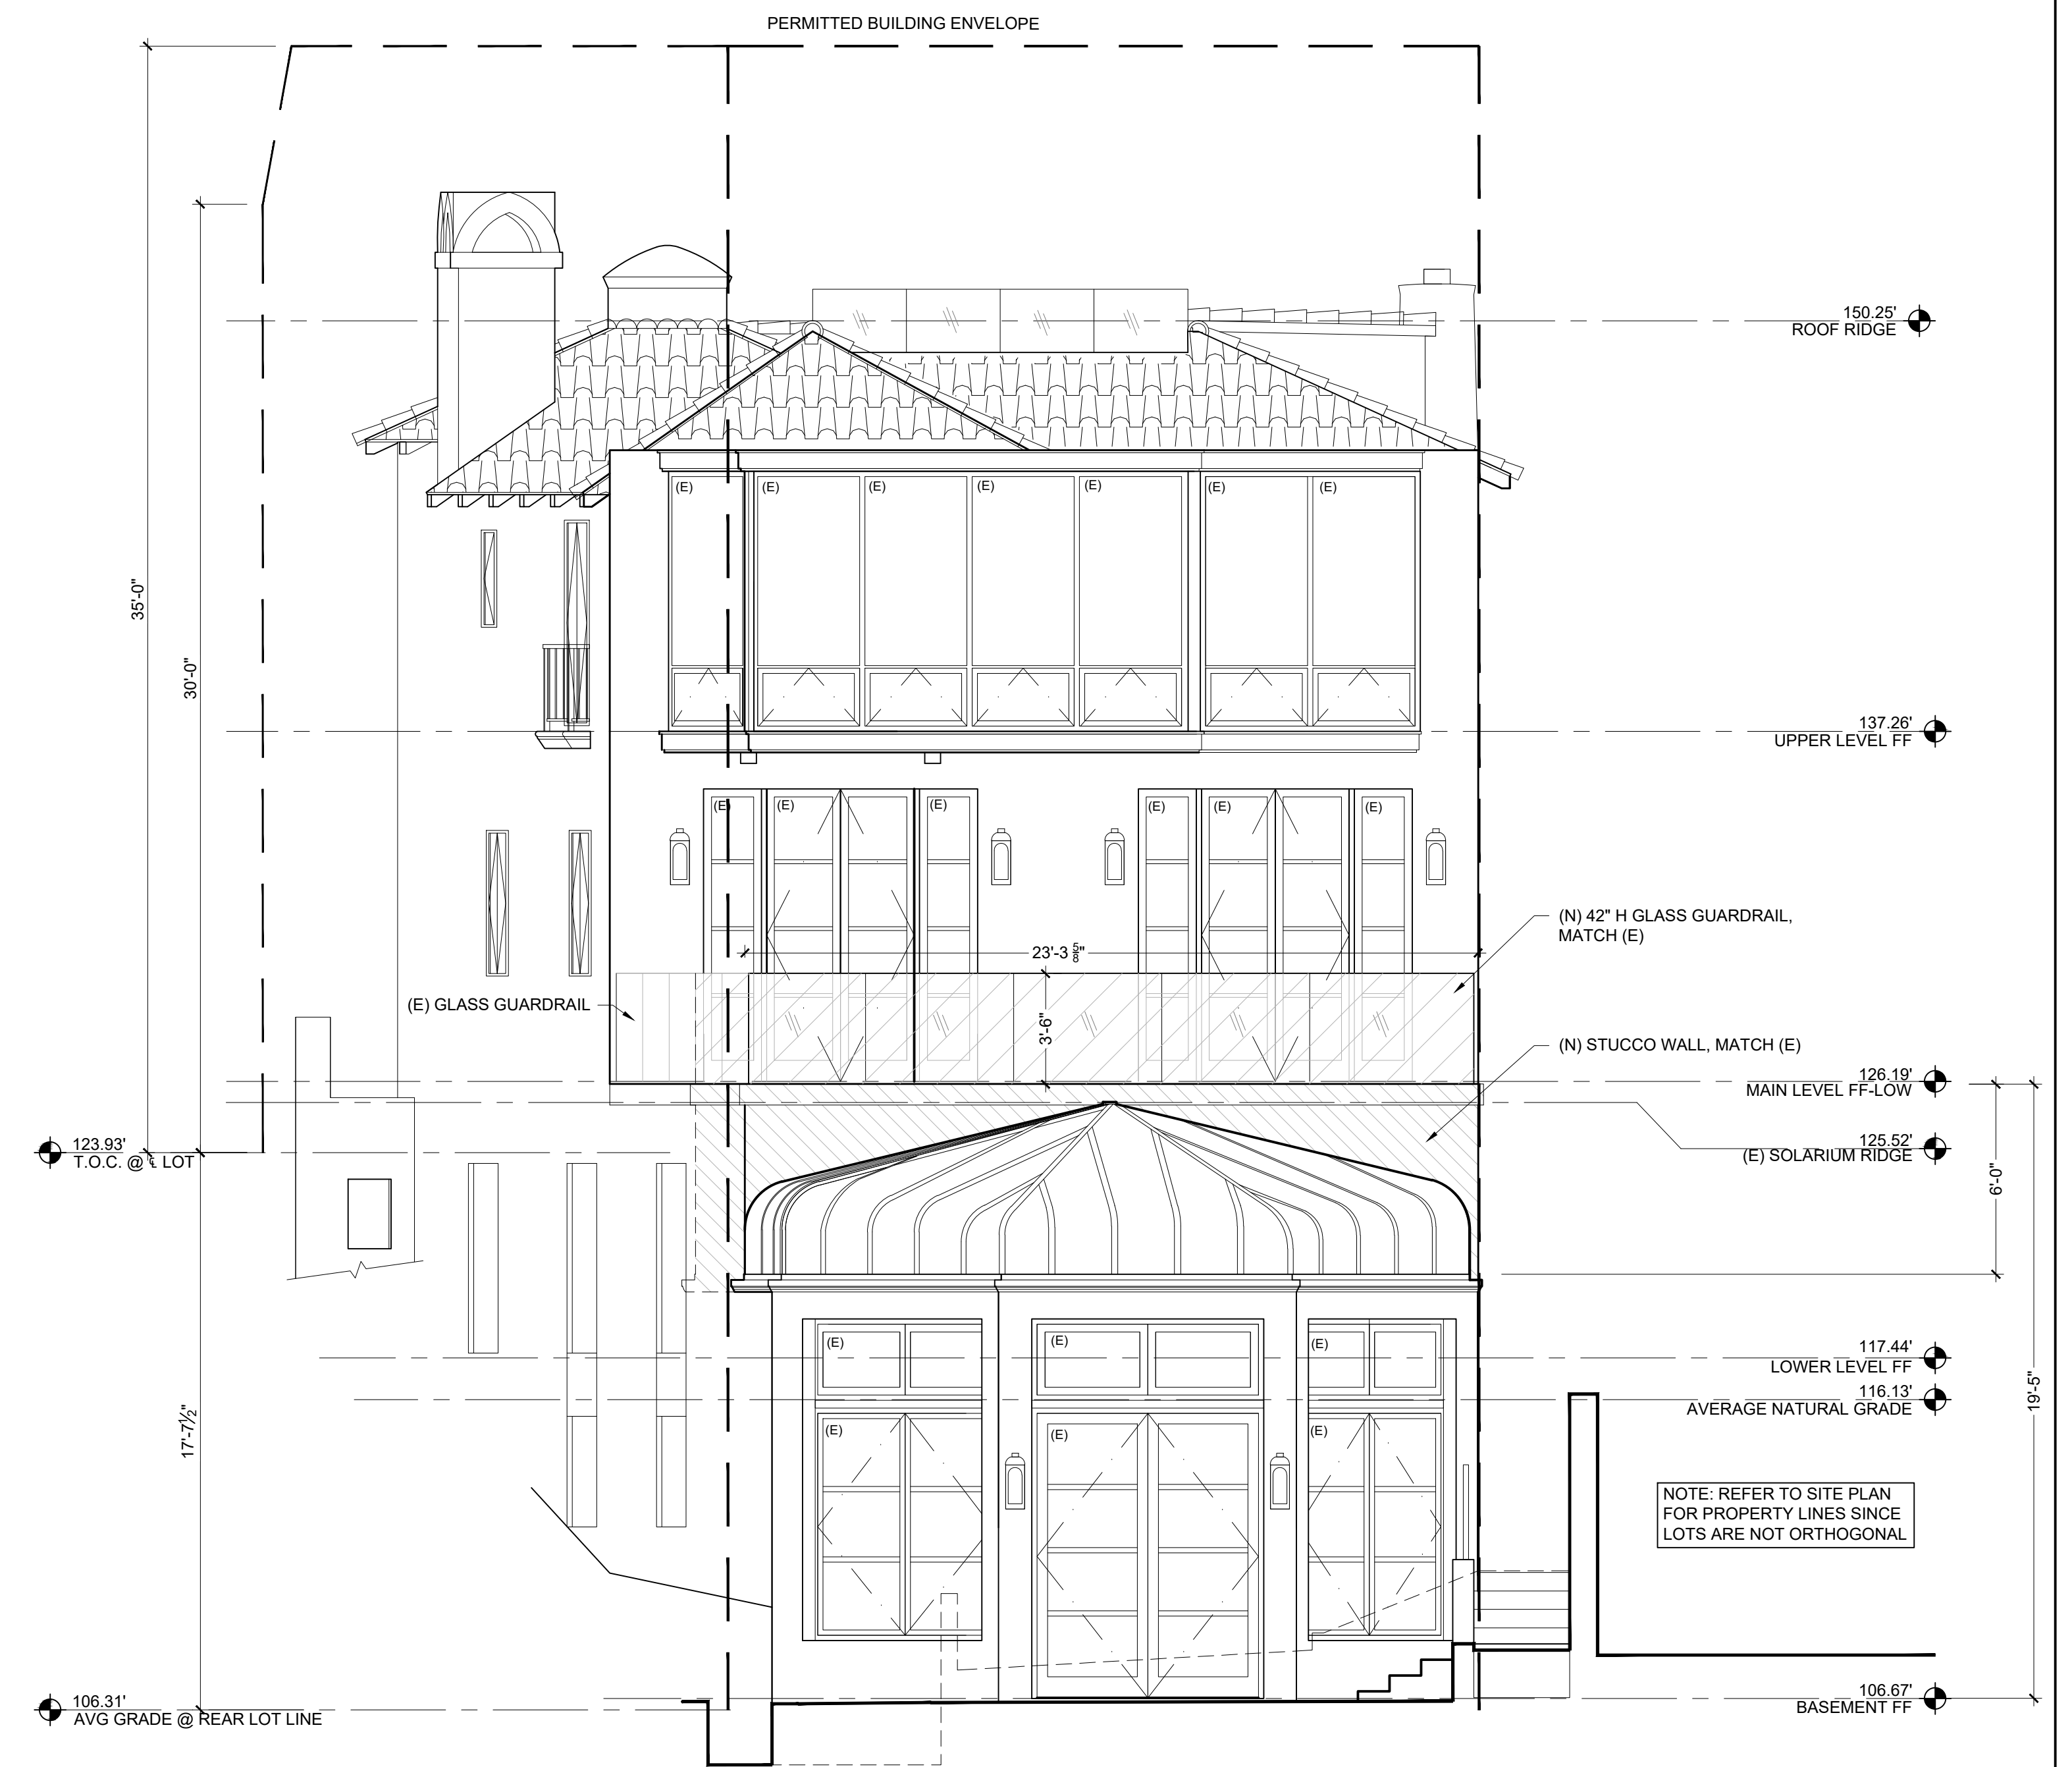 PERMITTED BUILDING ENVELOPE
150.25'
ROOF RIDGE
(E)
(E)
(E)
(E)
(E)
(E)
(E)
35'-0"
30'-0"
137.26'
UPPER LEVEL FF
(E)
(E)
(E)
(E)
(E)
(E)
(N) 42" H GLASS GUARDRAIL,
MATCH (E)
23'-3 5/8"
(E) GLASS GUARDRAIL
3'-6"
(N) STUCCO WALL, MATCH (E)
126.19'
MAIN LEVEL FF-LOW
123.93'
T.O.C. @ ℄ LOT
125.52'
(E) SOLARIUM RIDGE
6'-0"
(E)
(E)
(E)
117.44'
LOWER LEVEL FF
116.13'
AVERAGE NATURAL GRADE
19'-5"
17'-7 1/2"
(E)
(E)
(E)
NOTE: REFER TO SITE PLAN
FOR PROPERTY LINES SINCE
LOTS ARE NOT ORTHOGONAL
106.31'
AVG GRADE @ REAR LOT LINE
106.67'
BASEMENT FF